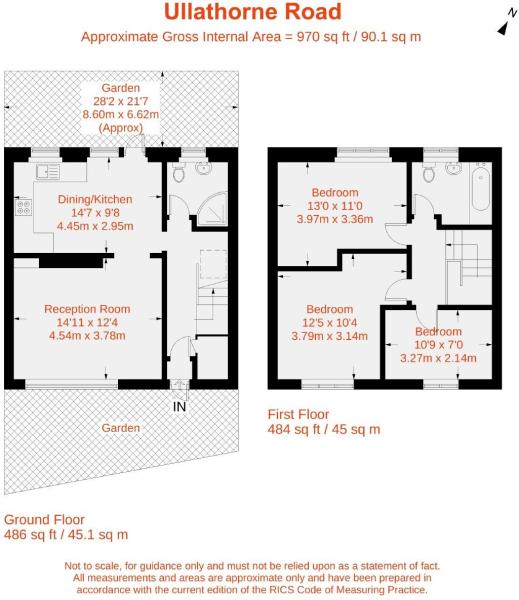 Ullathorne Road
Approximate Gross Internal Area = 970 sq ft / 90.1 sq m
N
Garden
28'2 x 21'7
8.60m x 6.62m
(Approx)
Dining/Kitchen
14'7 x 9'8
4.45m x 2.95m
Reception Room
14'11 x 12'4
4.54m x 3.78m
IN
Garden
Ground Floor
486 sq ft / 45.1 sq m
Bedroom
13'0 x 11'0
3.97m x 3.36m
Bedroom
12'5 x 10'4
3.79m x 3.14m
Bedroom
10'9 x 7'0
3.27m x 2.14m
First Floor
484 sq ft / 45 sq m
Not to scale, for guidance only and must not be relied upon as a statement of fact.
All measurements and areas are approximate only and have been prepared in
accordance with the current edition of the RICS Code of Measuring Practice.